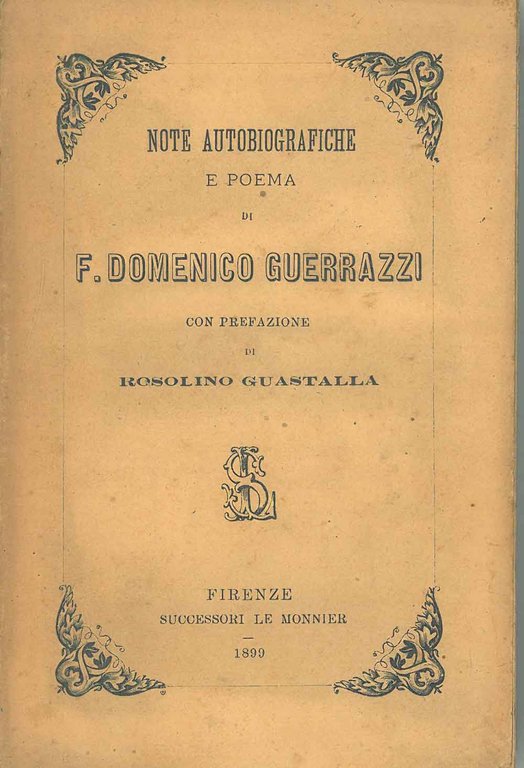 NOTE AUTOBIOGRAFICHE
E POEMA
DI
F. DOMENICO GUERRAZZI
CON PREFAZIONE
DI
ROSOLINO GUASTALLA
FIRENZE
SUCCESSORI LE MONNIER
1899